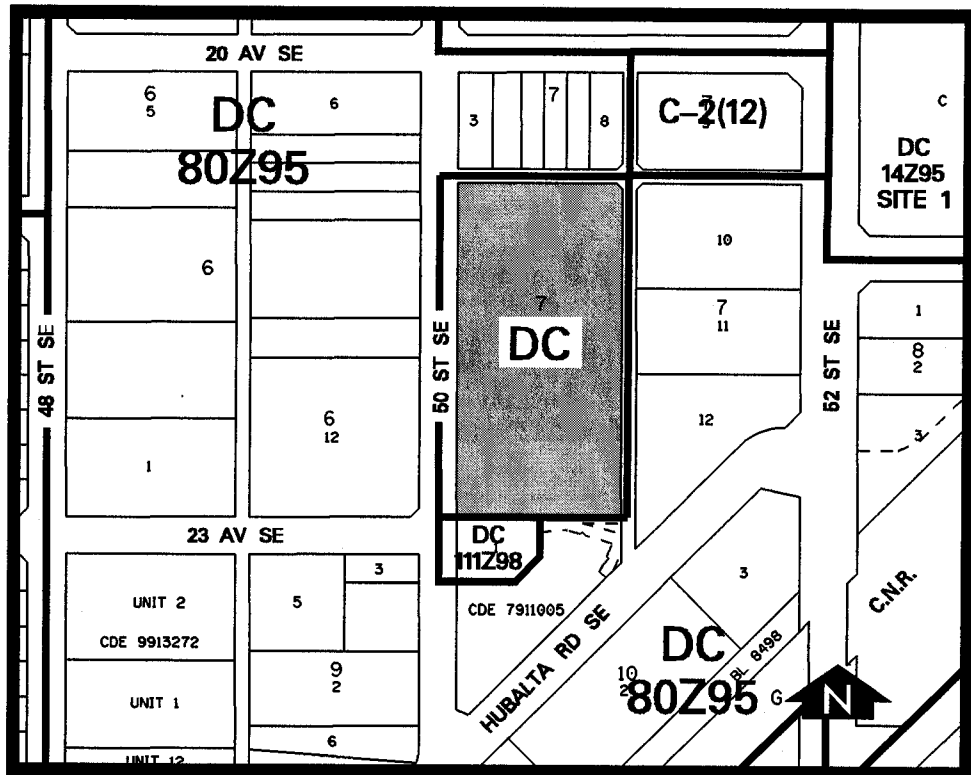 20 AV SE
6
5
DC
80Z95
6
3
7
8
C-2(12)
C
DC
14Z95
SITE 1
6
10
7
11
12
7
DC
48 ST SE
50 ST SE
52 ST SE
1
8
2
3
6
12
1
23 AV SE
DC
111Z98
UNIT 2
CDE 9913272
UNIT 1
UNIT 12
3
5
9
2
6
CDE 7911005
HUBALTA RD SE
3
DC
80Z95
10
2
BL 8498
G
C.N.R.
N